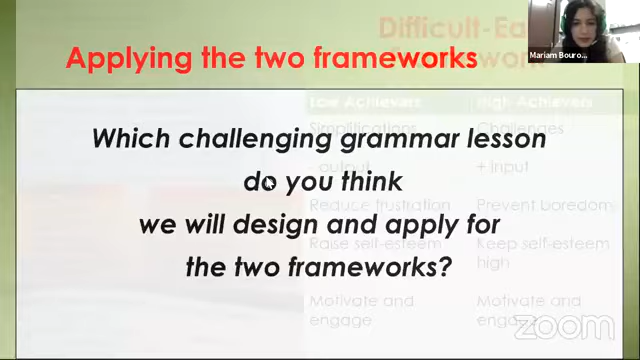 Difficult-Ea
Applying the two frameworks
Mariam Bouro...
Low Achievers High Achievers
Which challenging grammar lesson
Simplifications Challenges
do you think
- output + input
Reduce frustration Prevent boredom
we will design and apply for
Raise self-esteem Keep self-esteem
high
the two frameworks?
Motivate and Motivate and
engage engage
zoom